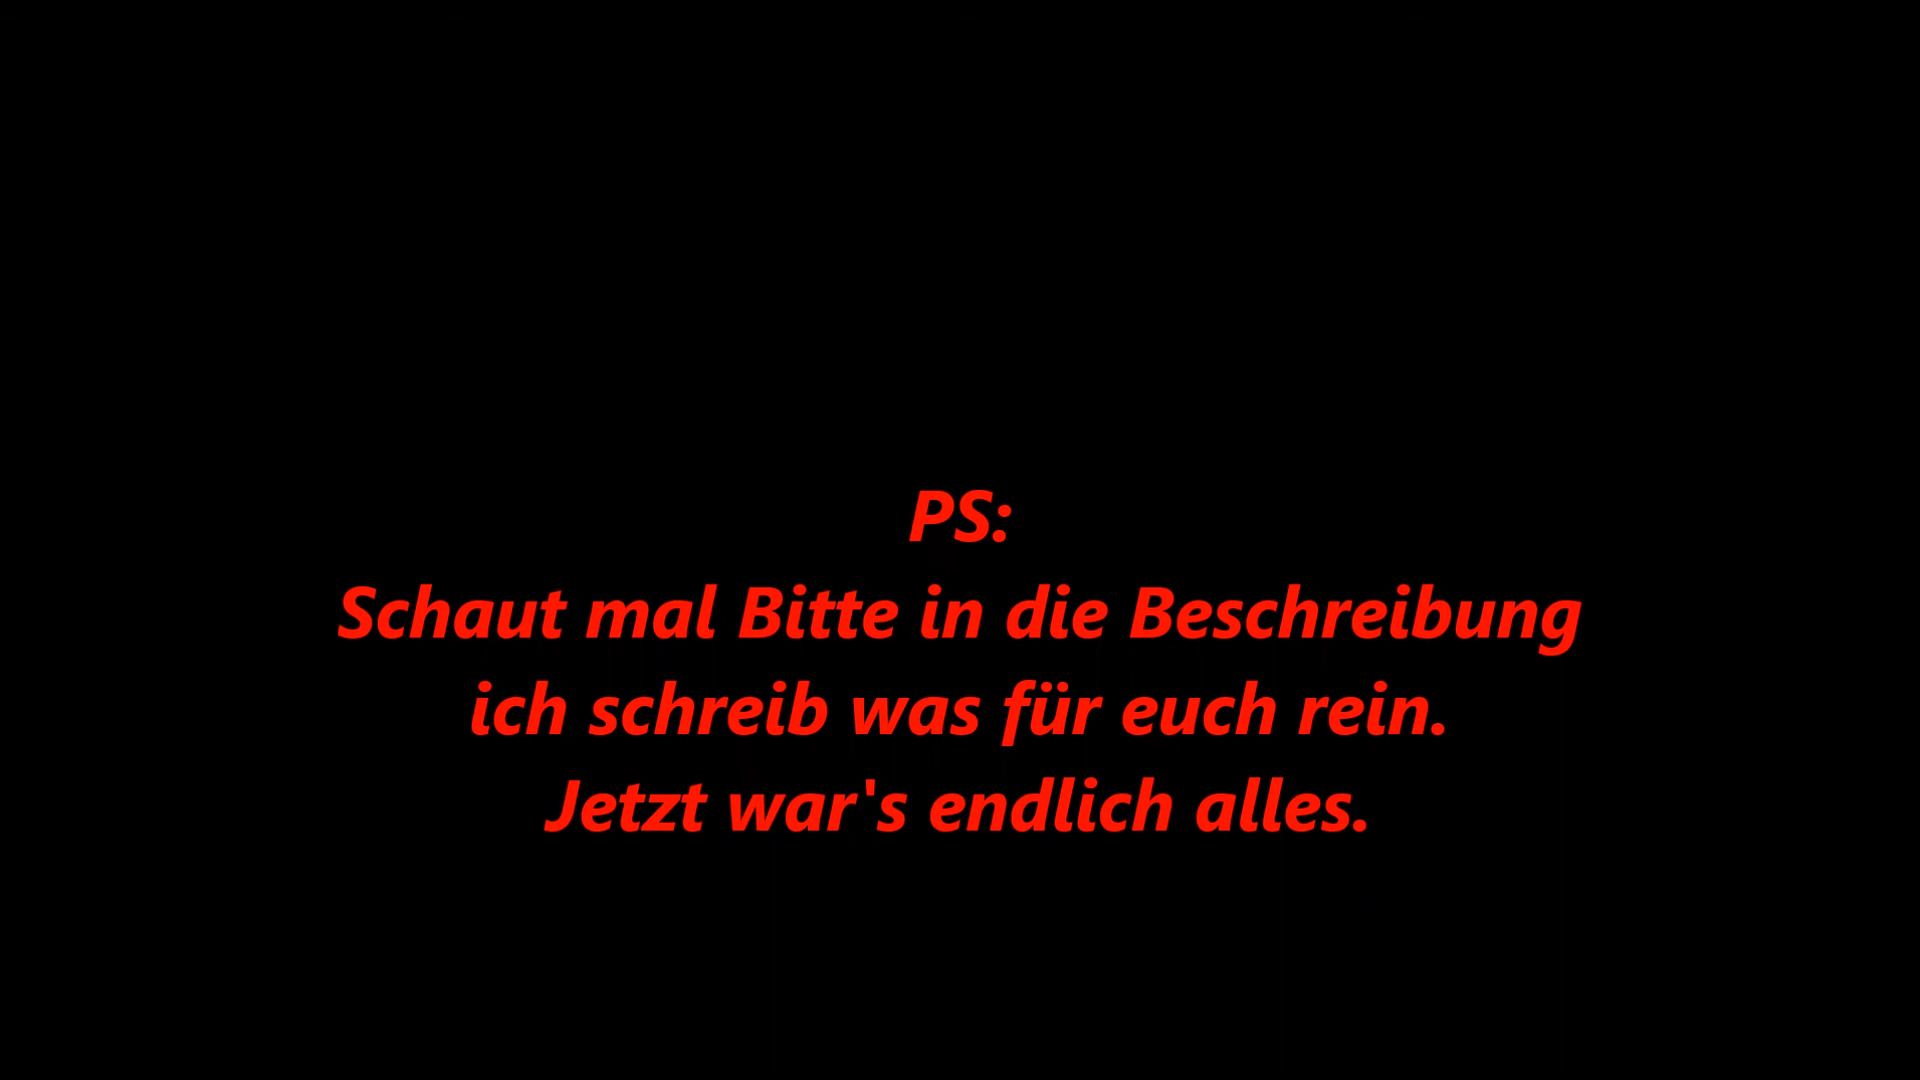 PS:
Schaut mal Bitte in die Beschreibung
ich schreib was für euch rein.
Jetzt war's endlich alles.